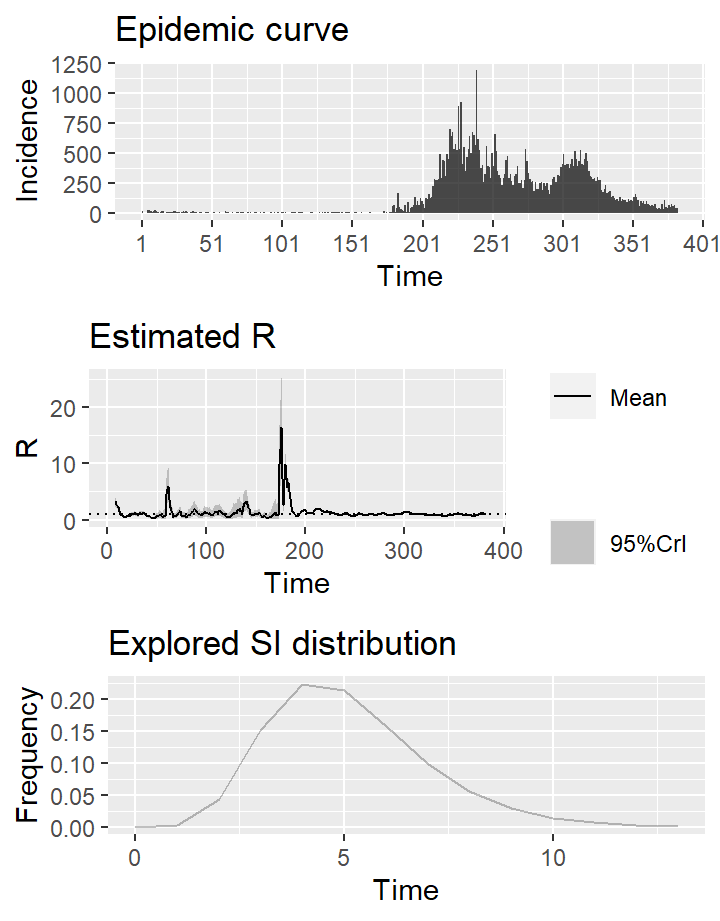 Epidemic curve
Incidence
1250
1000
750
500
250
0
1 51 101 151 201 251 301 351 401
Time
Estimated R
R
20
10
0
0 100 200 300 400
Time
Mean
95%CrI
Explored SI distribution
Frequency
0.20
0.15
0.10
0.05
0.00
0 5 10
Time